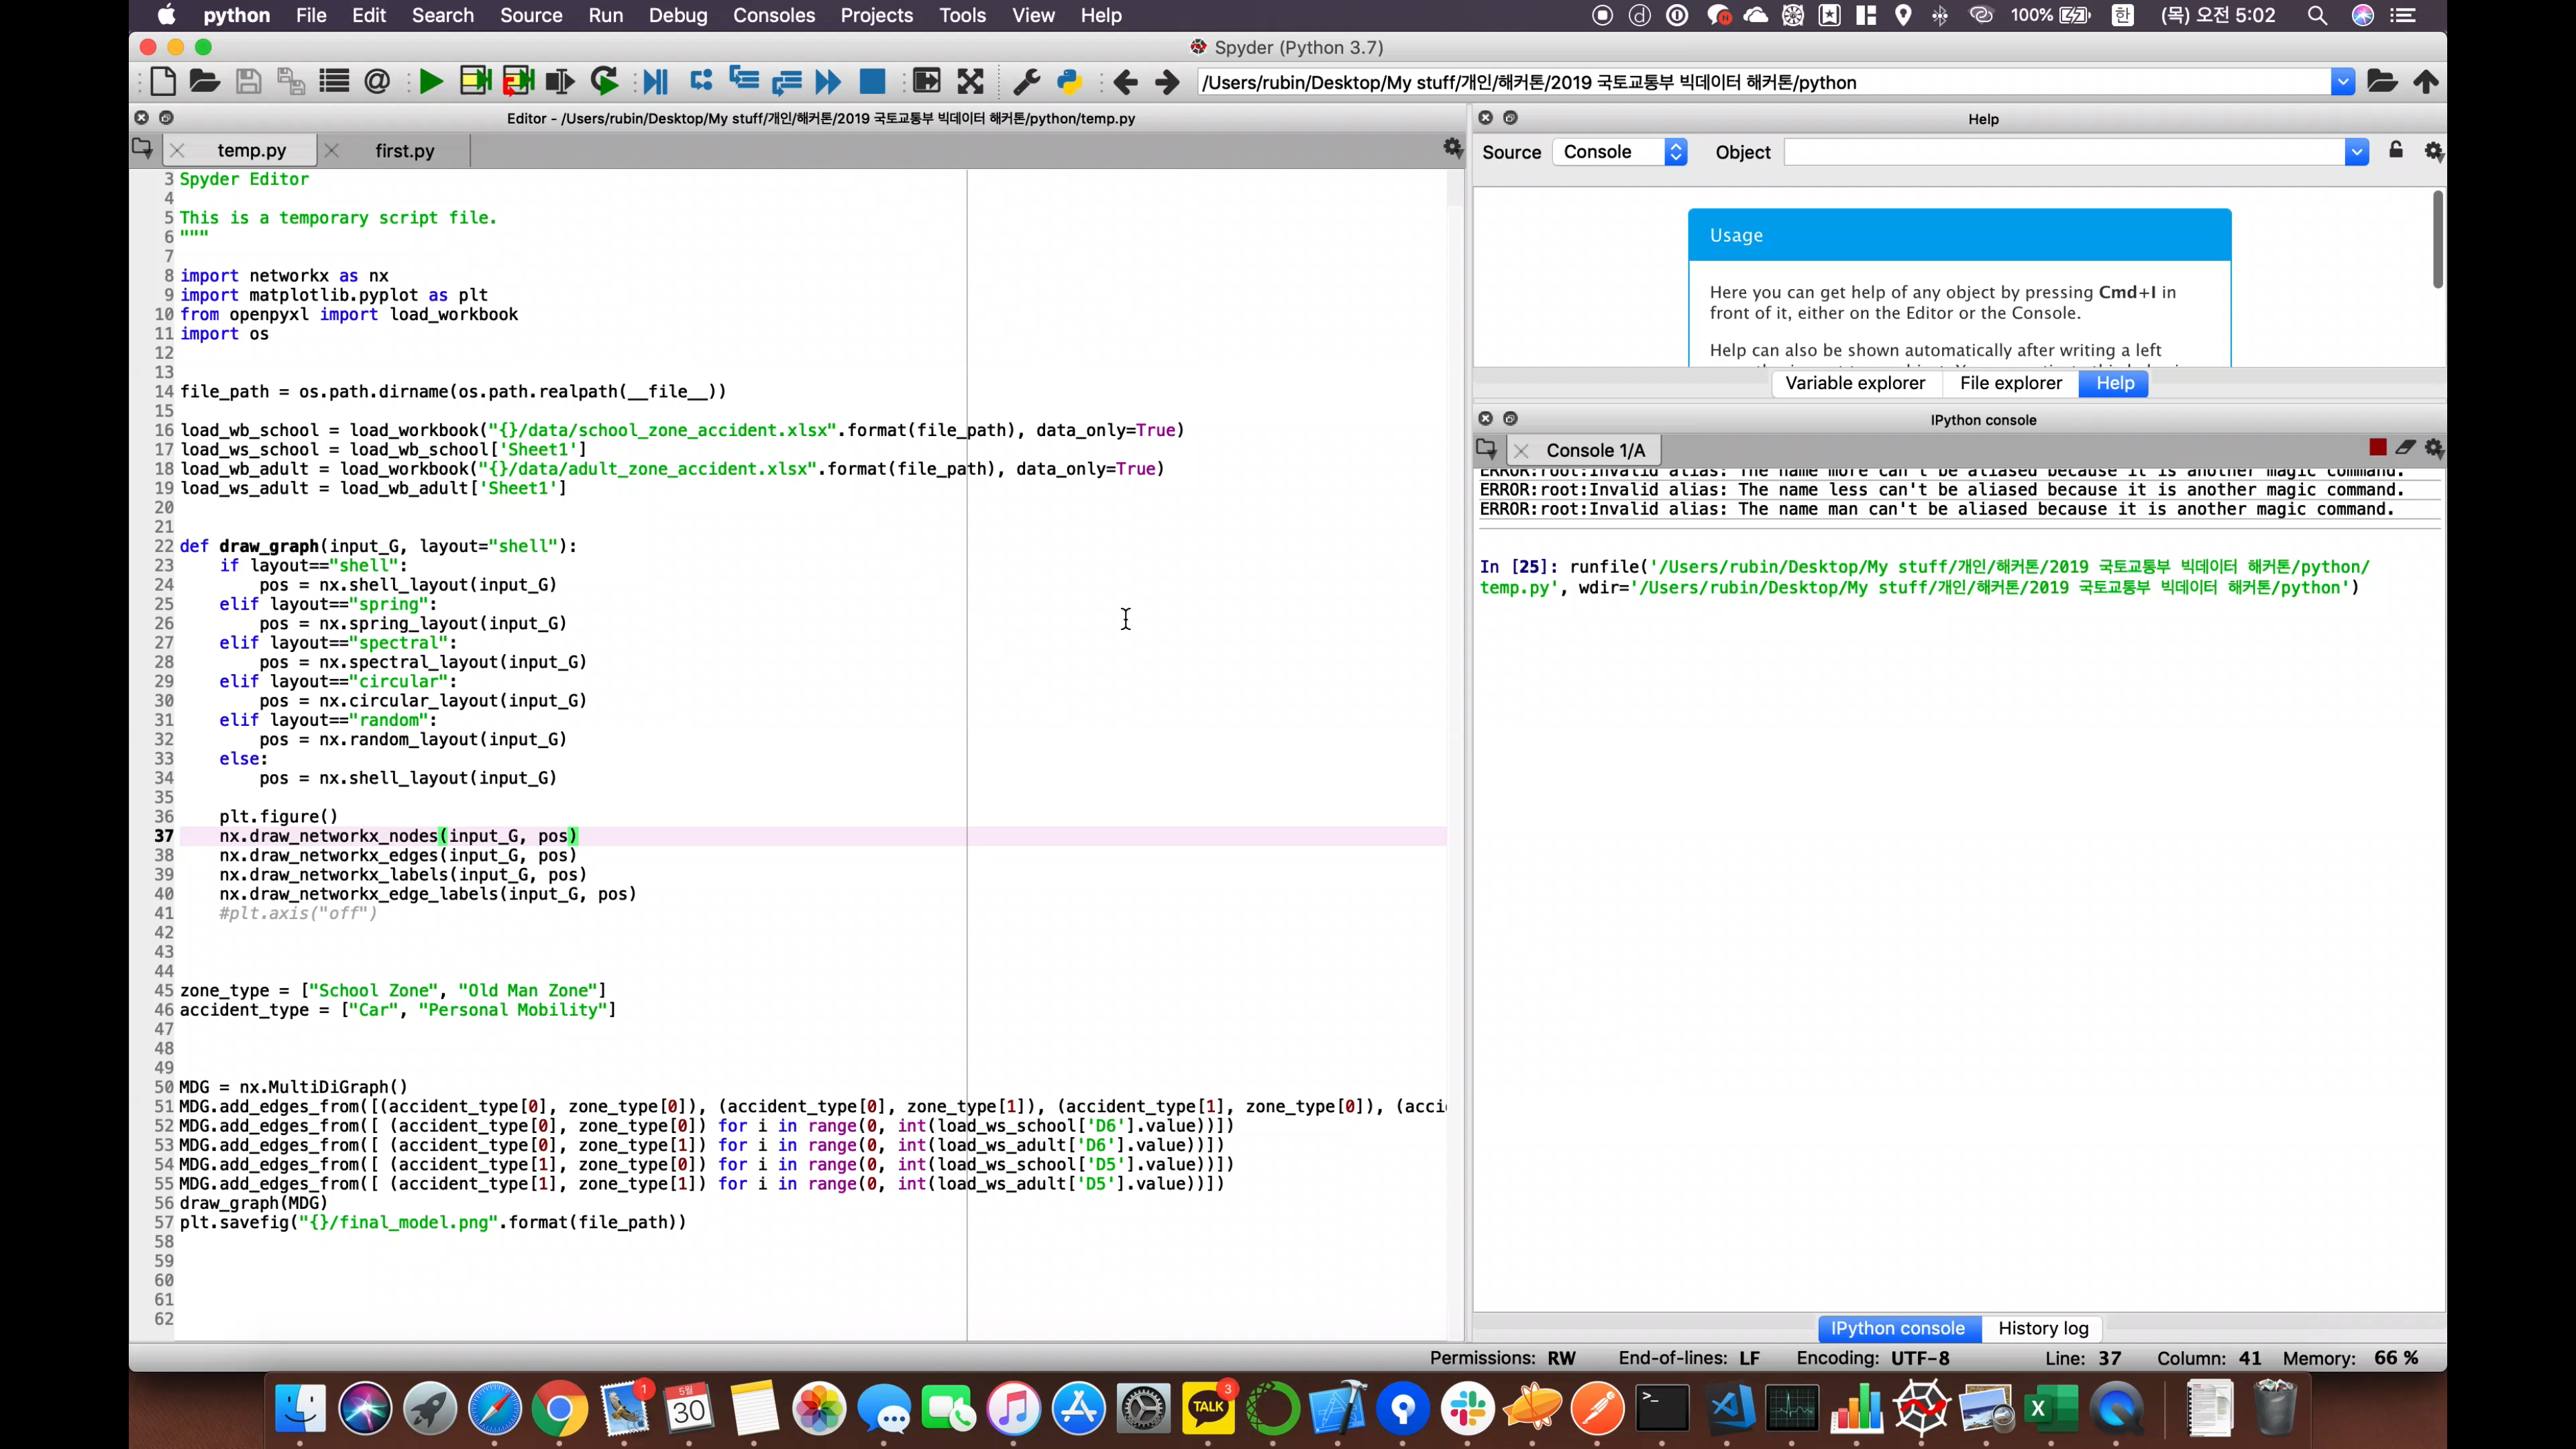 python File Edit Search Source Run Debug Consoles Projects Tools View Help
100% 한 (목) 오전 5:02
Spyder (Python 3.7)
/Users/rubin/Desktop/My stuff/개인/해커톤/2019 국토교통부 빅데이터 해커톤/python
Editor - /Users/rubin/Desktop/My stuff/개인/해커톤/2019 국토교통부 빅데이터 해커톤/python/temp.py
temp.py first.py
3 Spyder Editor
4
5 This is a temporary script file.
6 """
7
8 import networkx as nx
9 import matplotlib.pyplot as plt
10 from openpyxl import load_workbook
11 import os
12
13
14 file_path = os.path.dirname(os.path.realpath(__file__))
15
16 load_wb_school = load_workbook("{}/data/school_zone_accident.xlsx".format(file_path), data_only=True)
17 load_ws_school = load_wb_school['Sheet1']
18 load_wb_adult = load_workbook("{}/data/adult_zone_accident.xlsx".format(file_path), data_only=True)
19 load_ws_adult = load_wb_adult['Sheet1']
20
21
22 def draw_graph(input_G, layout="shell"):
23     if layout=="shell":
24         pos = nx.shell_layout(input_G)
25     elif layout=="spring":
26         pos = nx.spring_layout(input_G)
27     elif layout=="spectral":
28         pos = nx.spectral_layout(input_G)
29     elif layout=="circular":
30         pos = nx.circular_layout(input_G)
31     elif layout=="random":
32         pos = nx.random_layout(input_G)
33     else:
34         pos = nx.shell_layout(input_G)
35
36     plt.figure()
37     nx.draw_networkx_nodes(input_G, pos)
38     nx.draw_networkx_edges(input_G, pos)
39     nx.draw_networkx_labels(input_G, pos)
40     nx.draw_networkx_edge_labels(input_G, pos)
41     #plt.axis("off")
42
43
44
45 zone_type = ["School Zone", "Old Man Zone"]
46 accident_type = ["Car", "Personal Mobility"]
47
48
49
50 MDG = nx.MultiDiGraph()
51 MDG.add_edges_from([(accident_type[0], zone_type[0]), (accident_type[0], zone_type[1]), (accident_type[1], zone_type[0]), (acci
52 MDG.add_edges_from([ (accident_type[0], zone_type[0]) for i in range(0, int(load_ws_school['D6'].value))])
53 MDG.add_edges_from([ (accident_type[0], zone_type[1]) for i in range(0, int(load_ws_adult['D6'].value))])
54 MDG.add_edges_from([ (accident_type[1], zone_type[0]) for i in range(0, int(load_ws_school['D5'].value))])
55 MDG.add_edges_from([ (accident_type[1], zone_type[1]) for i in range(0, int(load_ws_adult['D5'].value))])
56 draw_graph(MDG)
57 plt.savefig("{}/final_model.png".format(file_path))
58
59
60
61
62
Help
Source Console Object
Usage
Here you can get help of any object by pressing Cmd+I in
front of it, either on the Editor or the Console.
Help can also be shown automatically after writing a left
Variable explorer File explorer Help
IPython console
Console 1/A
ERROR:root:Invalid alias: The name more can't be aliased because it is another magic command.
ERROR:root:Invalid alias: The name less can't be aliased because it is another magic command.
ERROR:root:Invalid alias: The name man can't be aliased because it is another magic command.
In [25]: runfile('/Users/rubin/Desktop/My stuff/개인/해커톤/2019 국토교통부 빅데이터 해커톤/python/
temp.py', wdir='/Users/rubin/Desktop/My stuff/개인/해커톤/2019 국토교통부 빅데이터 해커톤/python')
IPython console History log
Permissions: RW End-of-lines: LF Encoding: UTF-8 Line: 37 Column: 41 Memory: 66 %
1
5월
30
TALK
3